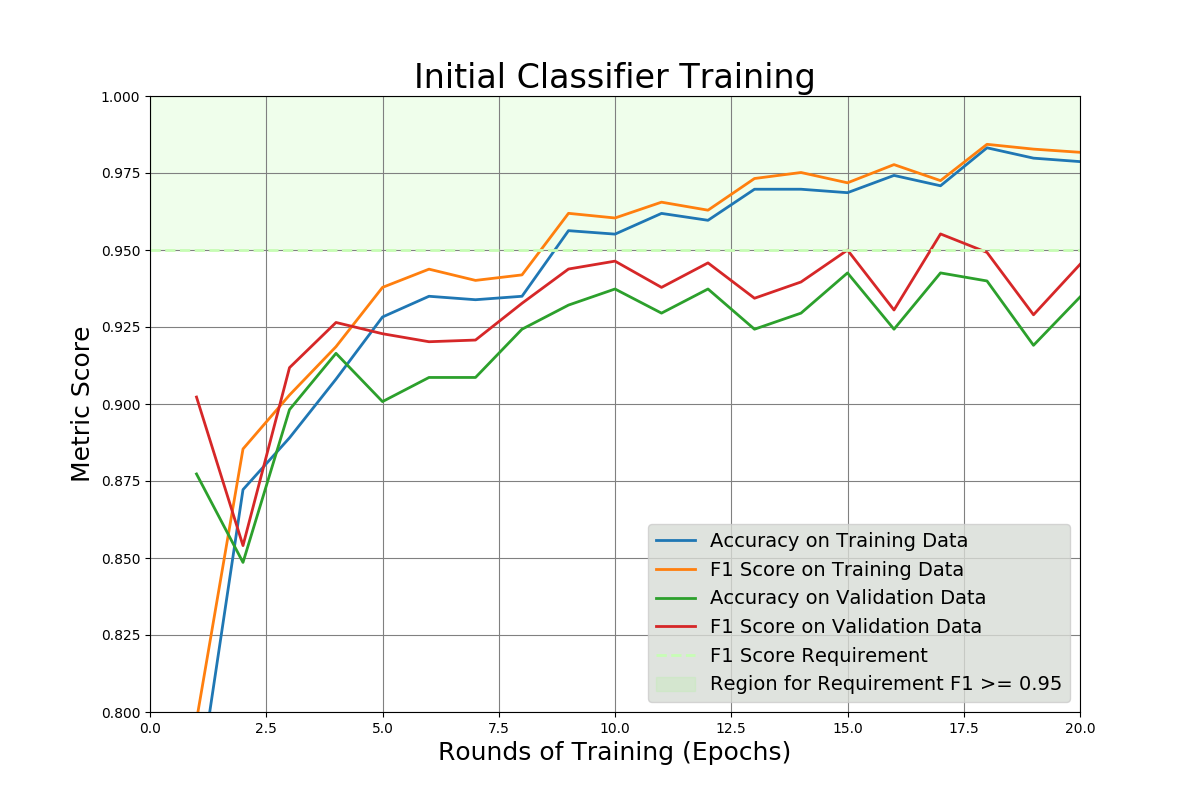 Initial Classifier Training
1.000
0.975
0.950
0.925
0.900
0.875
0.850
0.825
0.800
Metric Score
Accuracy on Training Data
F1 Score on Training Data
Accuracy on Validation Data
F1 Score on Validation Data
F1 Score Requirement
Region for Requirement F1 >= 0.95
0.0 2.5 5.0 7.5 10.0 12.5 15.0 17.5 20.0
Rounds of Training (Epochs)